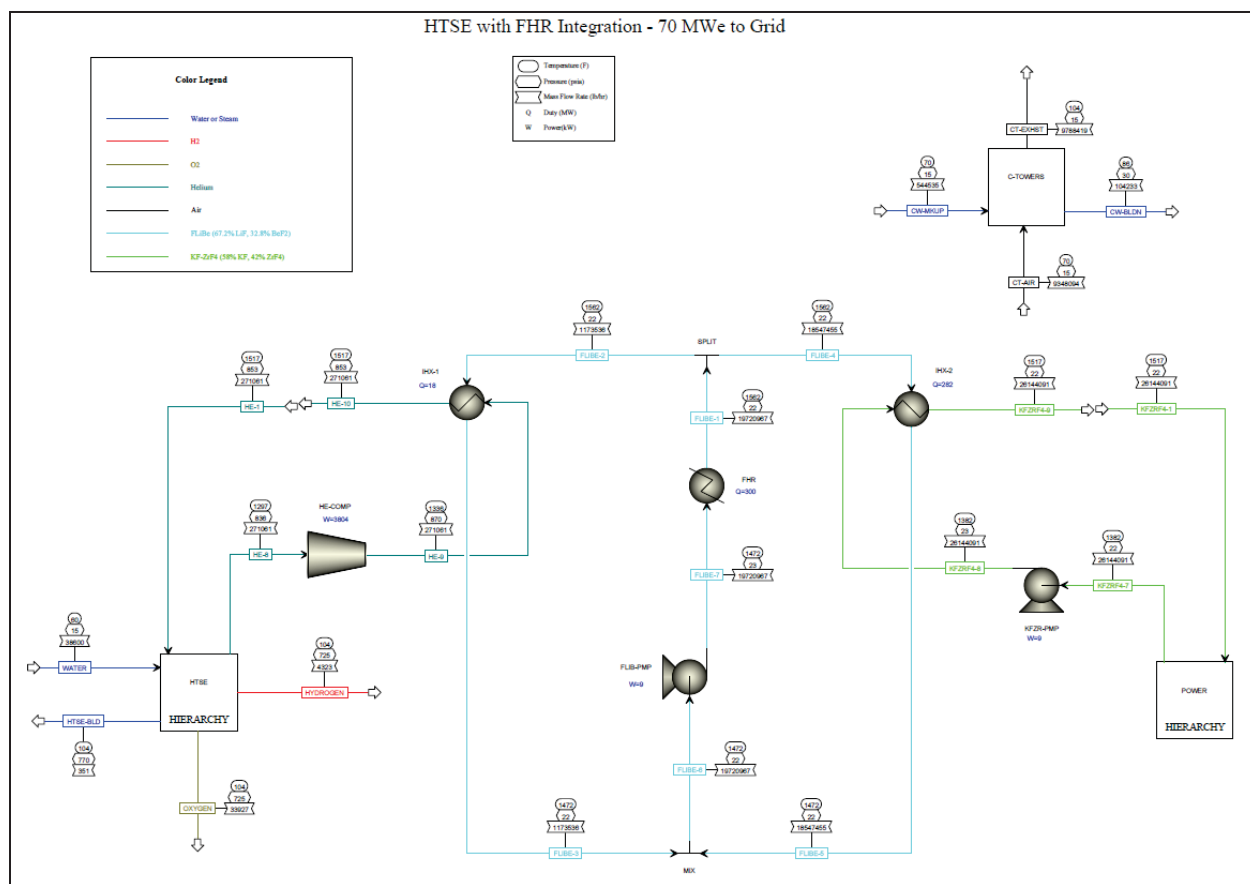 HTSE with FHR Integration - 70 MWe to Grid
Color Legend
Water or Steam
H2
O2
Helium
Air
FLiBe (67.2% LiF, 32.8% BeF2)
KF-ZrF4 (58% KF, 42% ZrF4)
Temperature (F)
Pressure (psia)
Mass Flow Rate (lb/hr)
Q Duty (MW)
W Power(kW)
104
15
9788419
CT-EXHST
C-TOWERS
70
15
544535
CW-MKUP
86
30
104233
CW-BLDN
70
15
9348094
CT-AIR
1562
22
1173536
FLIBE-2
SPLIT
1562
22
18547455
FLIBE-4
1517
853
271061
HE-1
1517
853
271061
HE-10
IHX-1
Q=18
1562
22
19720967
FLIBE-1
IHX-2
Q=282
1517
22
26144091
KFZRF4-9
1517
22
26144091
KFZRF4-1
FHR
Q=300
1297
836
271061
HE-8
HE-COMP
W=3804
1336
870
271061
HE-9
1472
23
19720967
FLIBE-7
1382
23
26144091
KFZRF4-8
1382
22
26144091
KFZRF4-7
KFZR-PMP
W=9
60
15
38600
WATER
HTSE
HIERARCHY
104
725
4323
HYDROGEN
FLIB-PMP
W=9
POWER
HIERARCHY
HTSE-BLD
104
770
351
1472
22
19720967
FLIBE-6
104
725
33927
OXYGEN
1472
22
1173536
FLIBE-3
MIX
1472
22
18547455
FLIBE-5